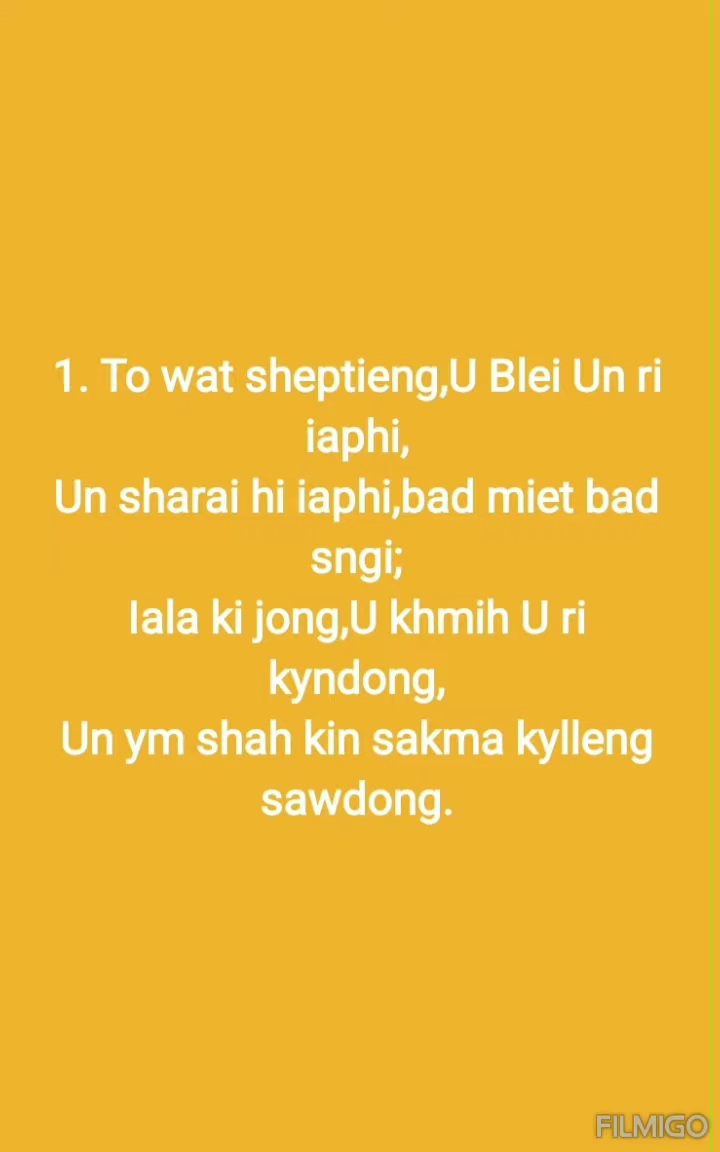 1. To wat sheptieng,U Blei Un ri
iaphi,
Un sharai hi iaphi,bad miet bad
sngi;
Iala ki jong,U khmih U ri
kyndong,
Un ym shah kin sakma kylleng
sawdong.
FILMIGO